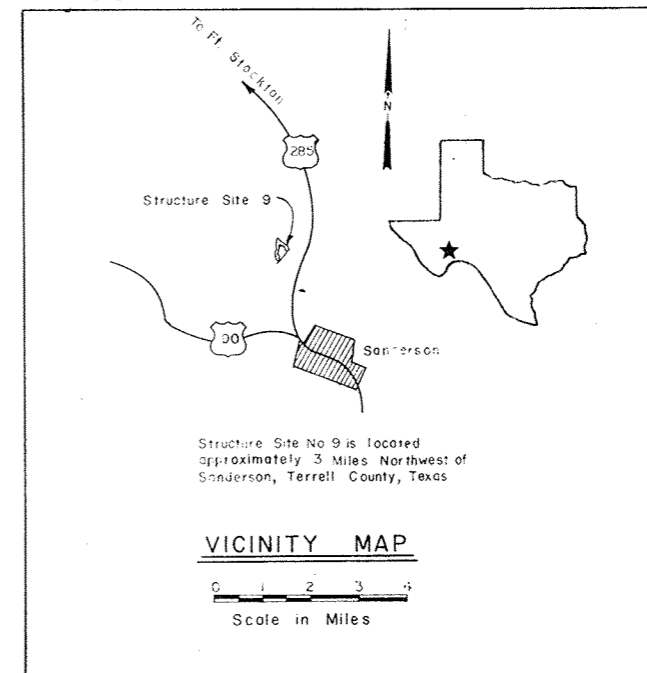 To Ft. Stockton
285
N
Structure Site 9
90
Sanderson
Structure Site No 9 is located
approximately 3 Miles Northwest of
Sanderson, Terrell County, Texas
VICINITY MAP
0 1 2 3 4
Scale in Miles